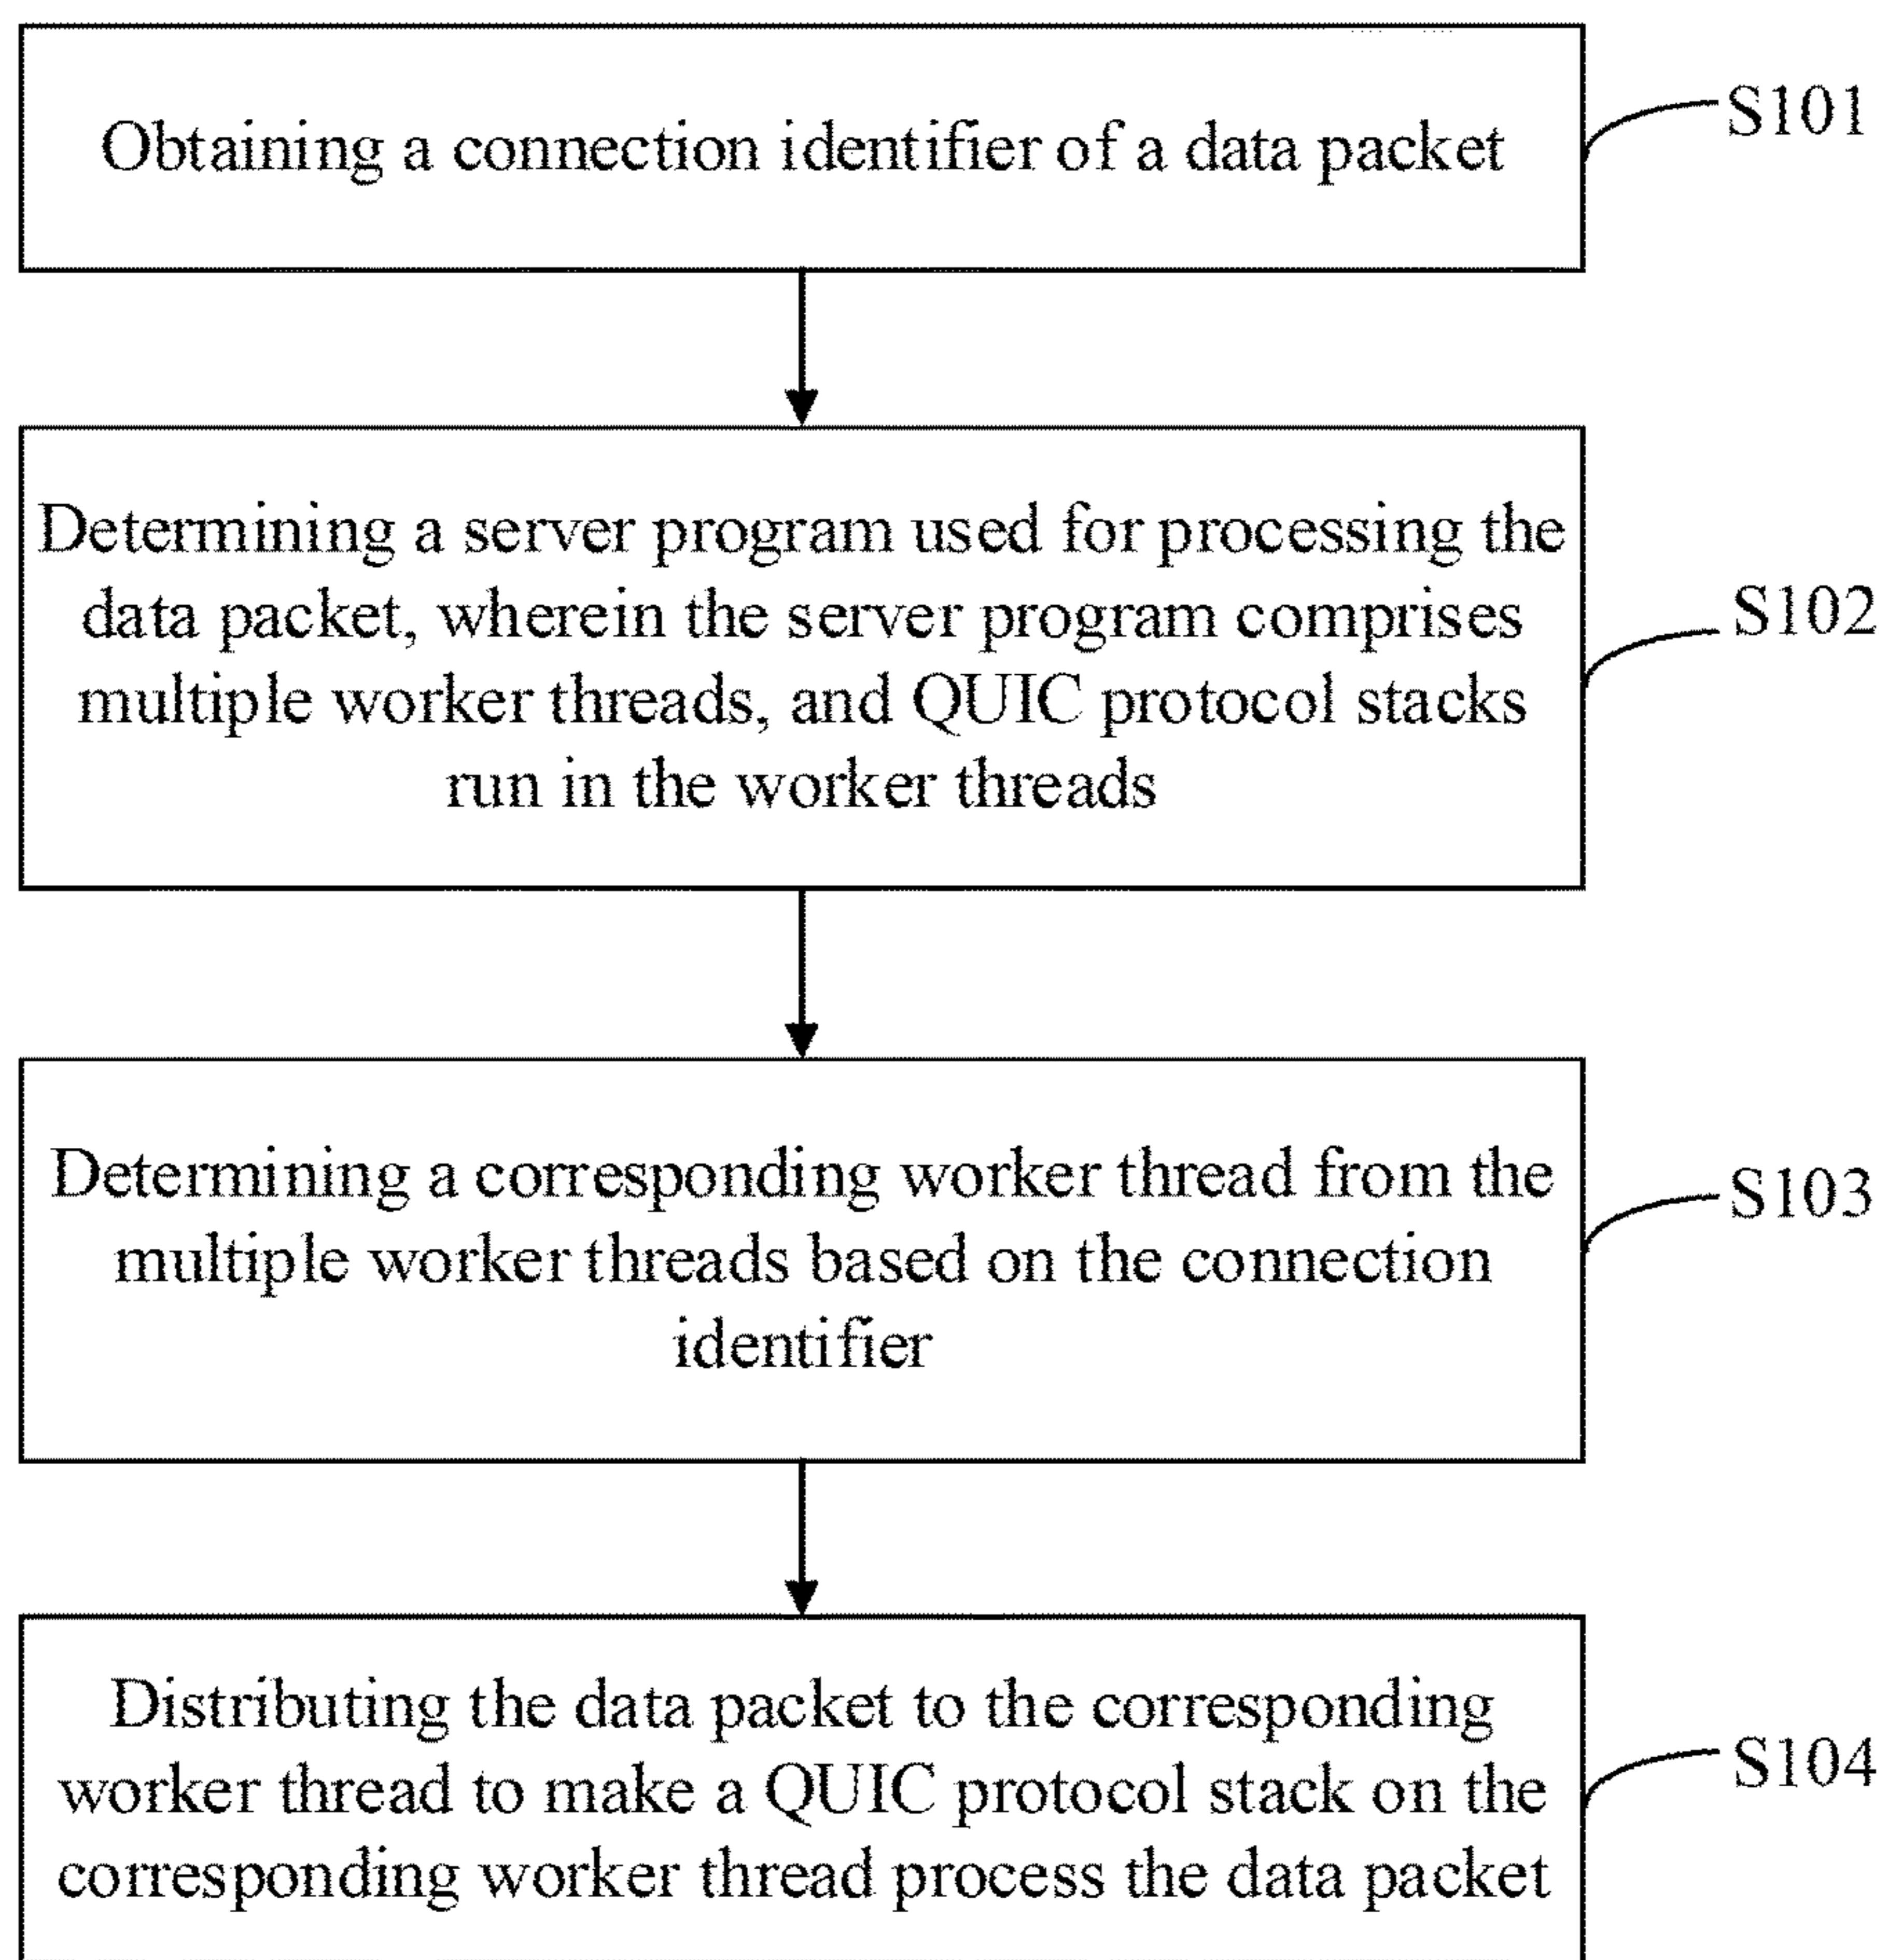 Obtaining a connection identifier of a data packet
S101
Determining a server program used for processing the
data packet, wherein the server program comprises
multiple worker threads, and QUIC protocol stacks
run in the worker threads
S102
Determining a corresponding worker thread from the
multiple worker threads based on the connection
identifier
S103
Distributing the data packet to the corresponding
worker thread to make a QUIC protocol stack on the
corresponding worker thread process the data packet
S104